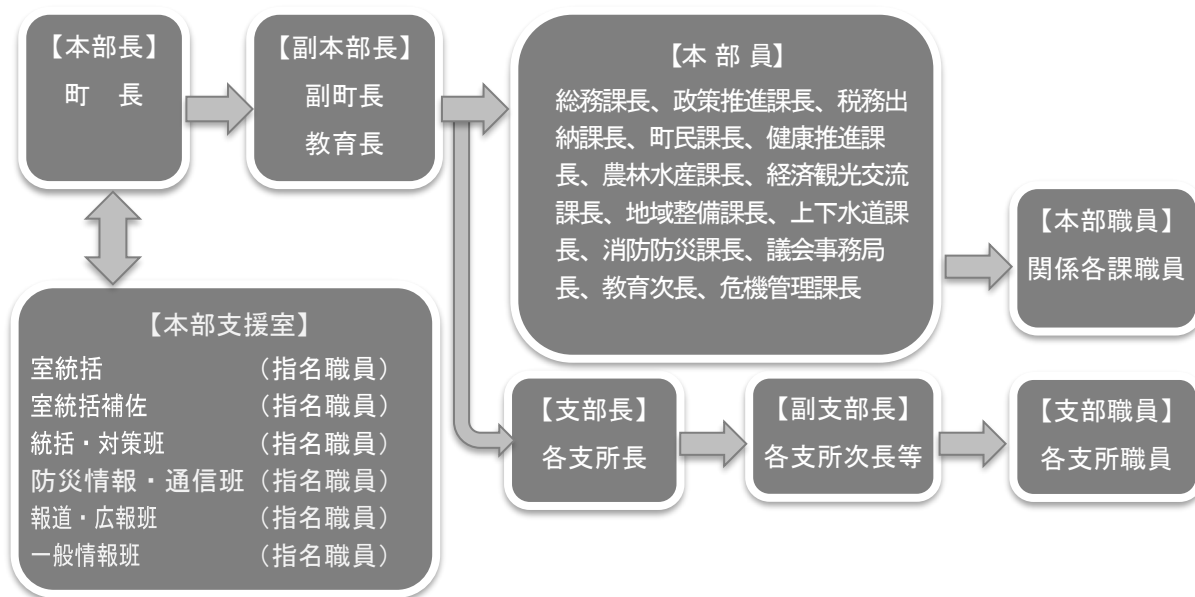 【本部長】
町　長
【副本部長】
副町長
教育長
【本 部 員】
総務課長、政策推進課長、税務出
納課長、町民課長、健康推進課
長、農林水産課長、経済観光交流
課長、地域整備課長、上下水道課
長、消防防災課長、議会事務局
長、教育次長、危機管理課長
【本部職員】
関係各課職員
【本部支援室】
室統括　（指名職員）
室統括補佐　（指名職員）
統括・対策班　（指名職員）
防災情報・通信班（指名職員）
報道・広報班　（指名職員）
一般情報班　（指名職員）
【支部長】
各支所長
【副支部長】
各支所次長等
【支部職員】
各支所職員